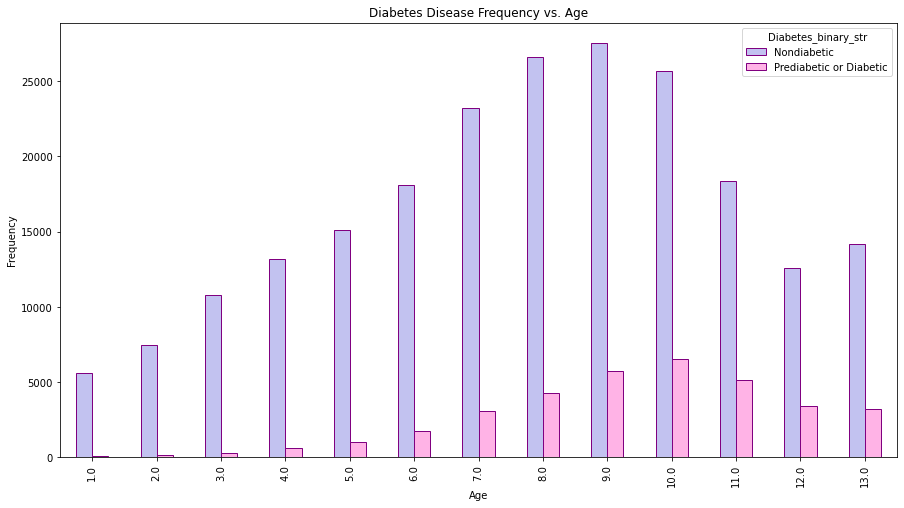 Diabetes Disease Frequency vs. Age
Diabetes_binary_str
Nondiabetic
Prediabetic or Diabetic
Frequency
25000
20000
15000
10000
5000
0
1.0 2.0 3.0 4.0 5.0 6.0 7.0 8.0 9.0 10.0 11.0 12.0 13.0
Age